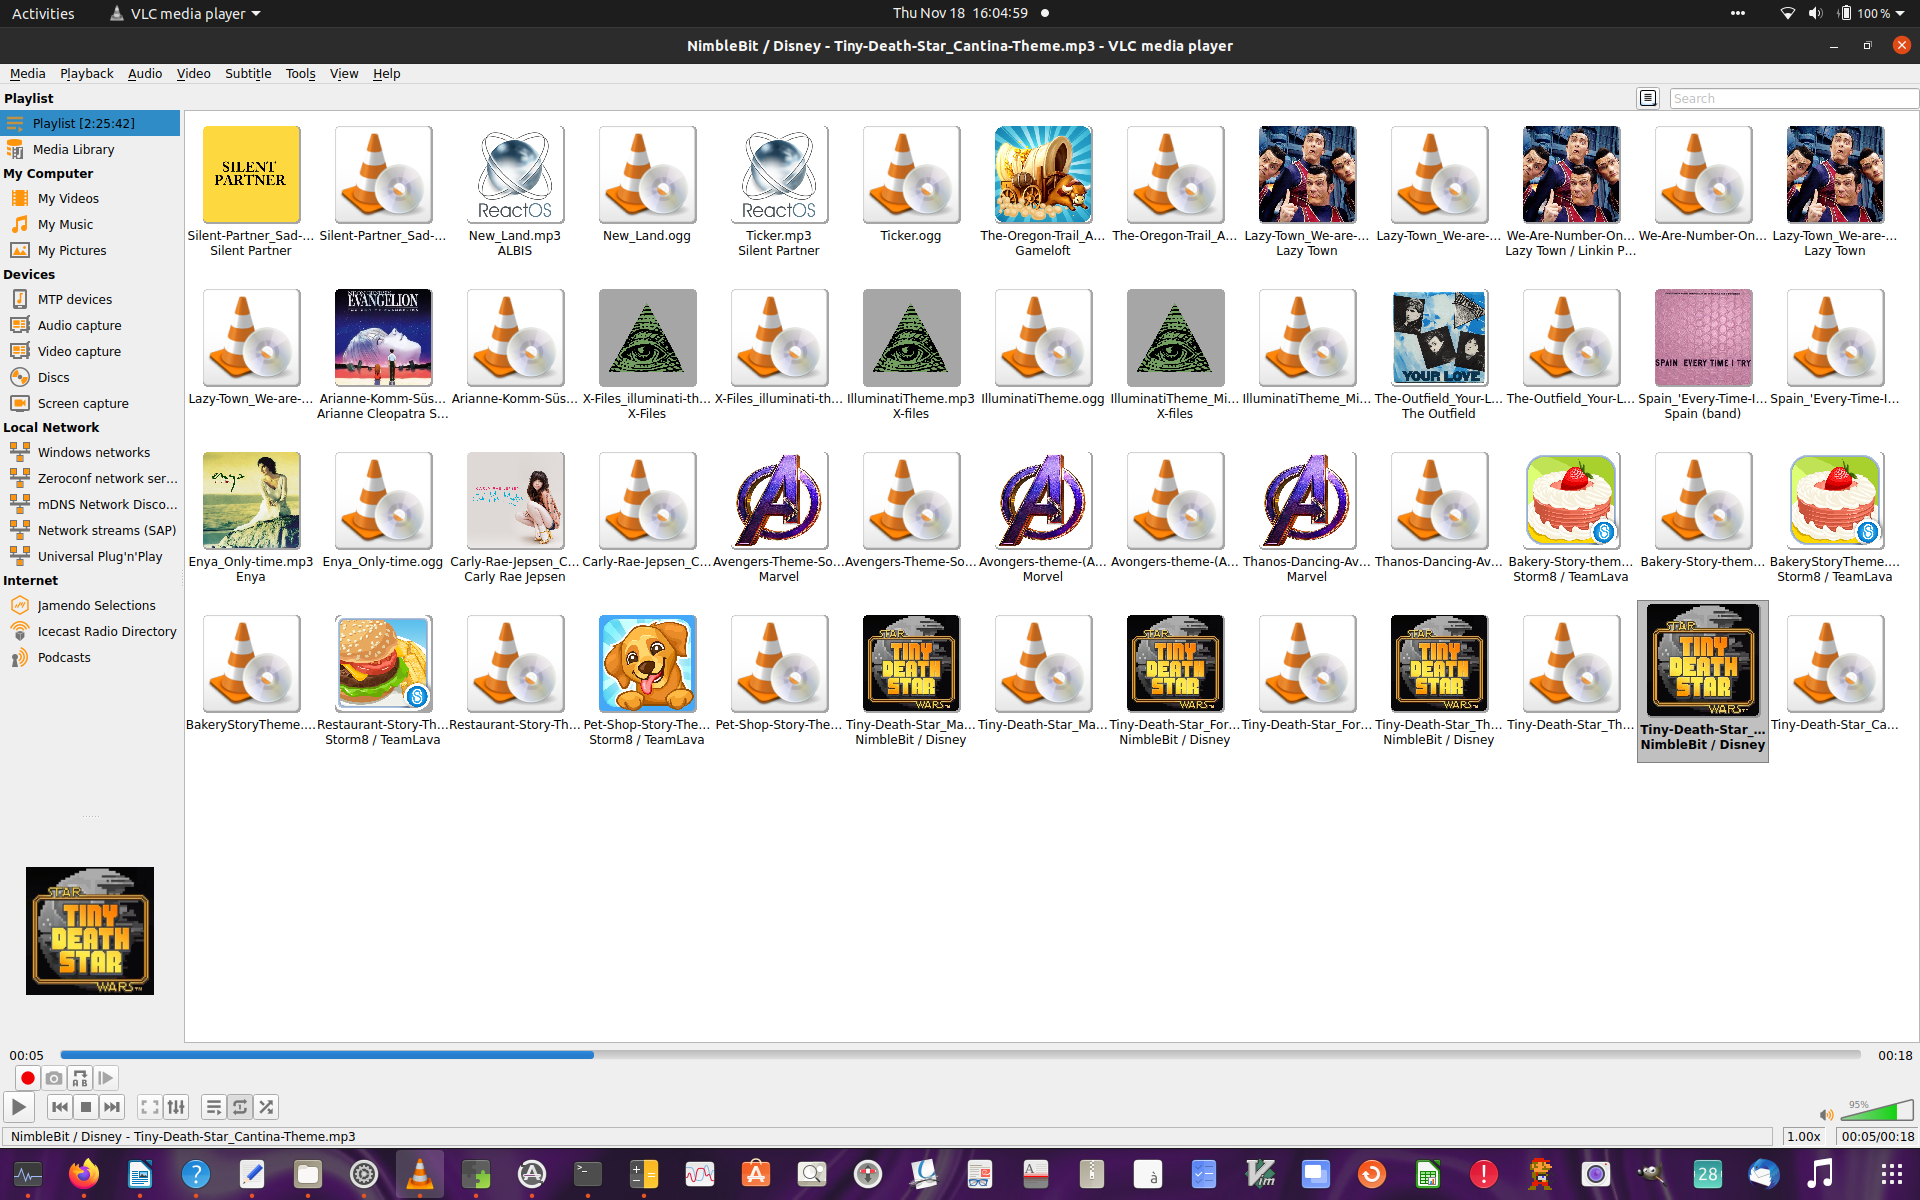 Activities
VLC media player
Thu Nov 18 16:04:59
100 %
NimbleBit / Disney - Tiny-Death-Star_Cantina-Theme.mp3 - VLC media player
Media Playback Audio Video Subtitle Tools View Help
Playlist
Search
Playlist [2:25:42]
Media Library
My Computer
My Videos
My Music
My Pictures
Devices
MTP devices
Audio capture
Video capture
Discs
Screen capture
Local Network
Windows networks
Zeroconf network ser...
mDNS Network Disco...
Network streams (SAP)
Universal Plug'n'Play
Internet
Jamendo Selections
Icecast Radio Directory
Podcasts
SILENT
PARTNER
ReactOS
ReactOS
Silent-Partner_Sad-... Silent-Partner_Sad-... New_Land.mp3 New_Land.ogg Ticker.mp3 Ticker.ogg The-Oregon-Trail_A... The-Oregon-Trail_A... Lazy-Town_We-are-... Lazy-Town_We-are-... We-Are-Number-On... We-Are-Number-On... Lazy-Town_We-are-...
Silent Partner ALBIS Silent Partner Gameloft Lazy Town Lazy Town / Linkin P... Lazy Town
EVANGELION
YOUR LOVE
SPAIN EVERY TIME I TRY
Lazy-Town_We-are-... Arianne-Komm-Süs... Arianne-Komm-Süs... X-Files_illuminati-th... X-Files_illuminati-th... IlluminatiTheme.mp3 IlluminatiTheme.ogg IlluminatiTheme_Mi... IlluminatiTheme_Mi... The-Outfield_Your-L... The-Outfield_Your-L... Spain_'Every-Time-I... Spain_'Every-Time-I...
Arianne Cleopatra S... X-Files X-files X-files The Outfield Spain (band)
enya
Enya_Only-time.mp3 Enya_Only-time.ogg Carly-Rae-Jepsen_C... Carly-Rae-Jepsen_C... Avengers-Theme-So... Avengers-Theme-So... Avongers-theme-(A... Avongers-theme-(A... Thanos-Dancing-Av... Thanos-Dancing-Av... Bakery-Story-them... Bakery-Story-them... BakeryStoryTheme....
Enya Carly Rae Jepsen Marvel Morvel Marvel Storm8 / TeamLava Storm8 / TeamLava
STAR TINY DEATH STAR WARS
STAR TINY DEATH STAR WARS
STAR TINY DEATH STAR WARS
STAR TINY DEATH STAR WARS
BakeryStoryTheme.... Restaurant-Story-Th... Restaurant-Story-Th... Pet-Shop-Story-The... Pet-Shop-Story-The... Tiny-Death-Star_Ma... Tiny-Death-Star_Ma... Tiny-Death-Star_For... Tiny-Death-Star_For... Tiny-Death-Star_Th... Tiny-Death-Star_Th... Tiny-Death-Star_... Tiny-Death-Star_Ca...
Storm8 / TeamLava Storm8 / TeamLava NimbleBit / Disney NimbleBit / Disney NimbleBit / Disney NimbleBit / Disney
STAR
TINY
DEATH
STAR
WARS™
00:05
00:18
A B
95%
NimbleBit / Disney - Tiny-Death-Star_Cantina-Theme.mp3
1.00x
00:05/00:18
28